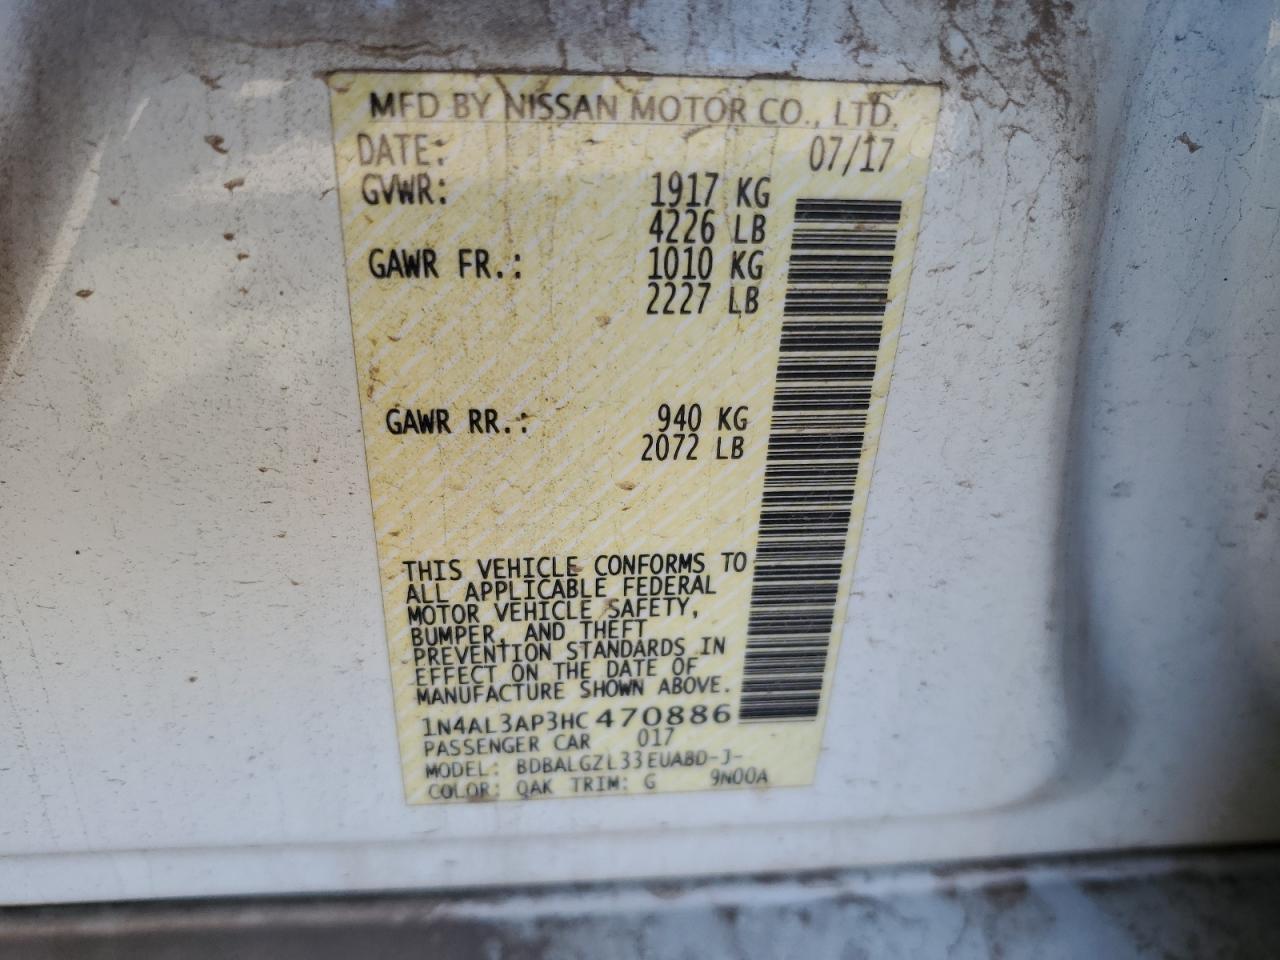 MFD BY NISSAN MOTOR CO., LTD.
DATE: 07/17
GVWR: 1917 KG
4226 LB
GAWR FR.: 1010 KG
2227 LB
GAWR RR.: 940 KG
2072 LB
THIS VEHICLE CONFORMS TO
ALL APPLICABLE FEDERAL
MOTOR VEHICLE SAFETY,
BUMPER, AND THEFT
PREVENTION STANDARDS IN
EFFECT ON THE DATE OF
MANUFACTURE SHOWN ABOVE.
1N4AL3AP3HC470886
PASSENGER CAR 017
MODEL: BDBALGZL33EUABD-J-
COLOR: QAK TRIM: G 9N00A